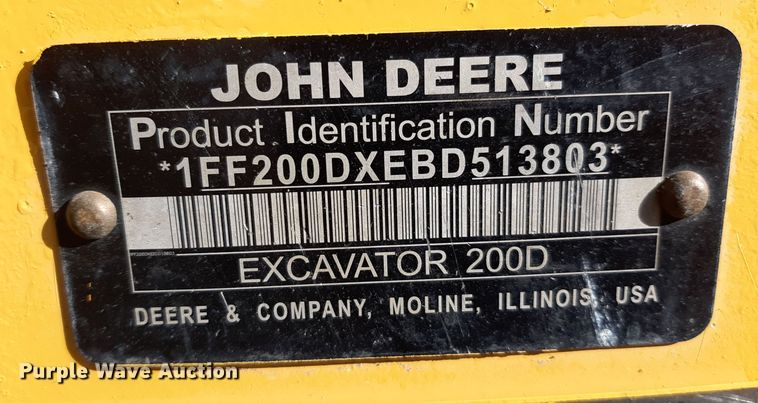 JOHN DEERE
Product Identification Number
*1FF200DXEBD513803*
EXCAVATOR 200D
DEERE & COMPANY, MOLINE, ILLINOIS, USA
Purple Wave Auction